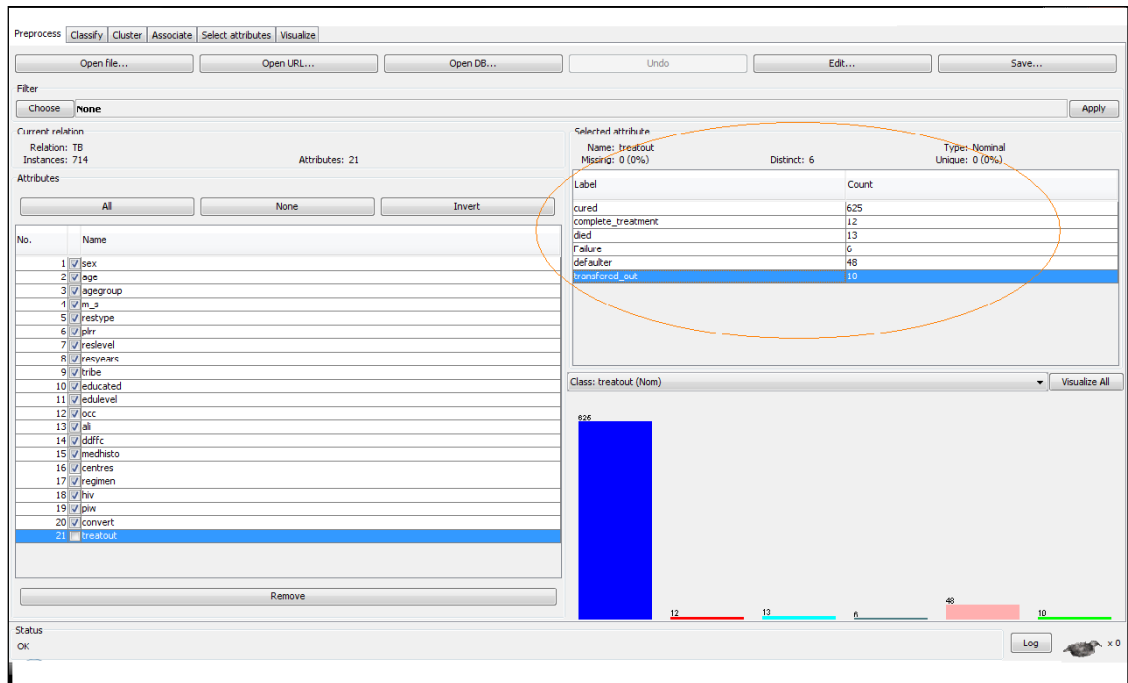 Preprocess Classify Cluster Associate Select attributes Visualize
Open file... Open URL... Open DB... Undo Edit... Save...
Filter
Choose None Apply
Current relation
Relation: TB
Instances: 714 Attributes: 21
Attributes
All None Invert
No. Name
1 sex
2 age
3 agegroup
4 m_s
5 restype
6 plrr
7 reslevel
8 resyears
9 tribe
10 educated
11 edulevel
12 occ
13 ali
14 ddffc
15 medhisto
16 centres
17 regimen
18 hiv
19 piw
20 convert
21 treatout
Remove
Selected attribute
Name: treatout Type: Nominal
Missing: 0 (0%) Distinct: 6 Unique: 0 (0%)
Label Count
cured 625
complete_treatment 12
died 13
Failure 6
defaulter 48
transfered_out 10
Class: treatout (Nom) Visualize All
625
12
13
6
48
10
Status
OK Log x 0